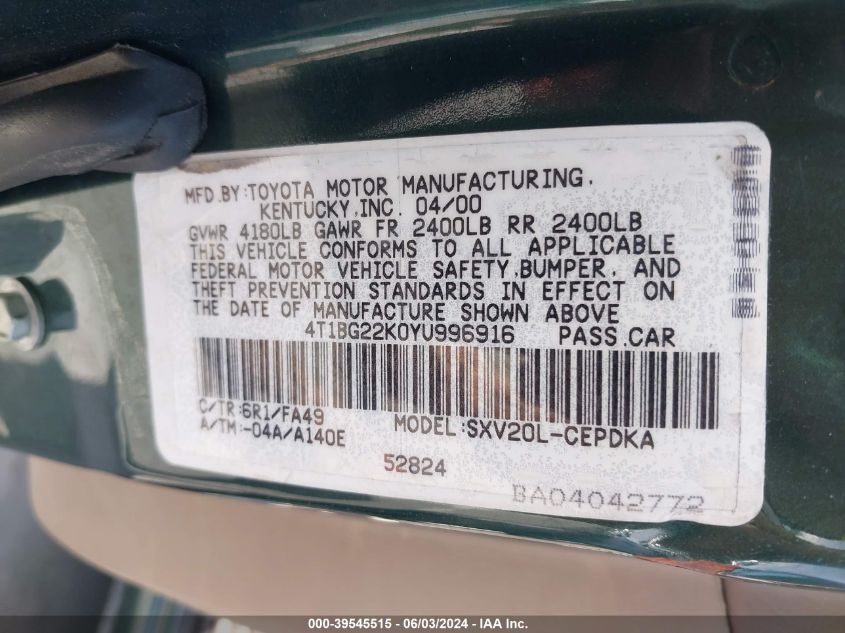 MFD.BY:TOYOTA MOTOR MANUFACTURING,
KENTUCKY,INC. 04/00
GVWR 4180LB GAWR FR 2400LB RR 2400LB
THIS VEHICLE CONFORMS TO ALL APPLICABLE
FEDERAL MOTOR VEHICLE SAFETY,BUMPER, AND
THEFT PREVENTION STANDARDS IN EFFECT ON
THE DATE OF MANUFACTURE SHOWN ABOVE
4T1BG22K0YU996916 PASS.CAR
C/TR:6R1/FA49
A/TM:-04A/A140E
MODEL:SXV20L-CEPDKA
52824
BA04042772
000-39545515 - 06/03/2024 - IAA Inc.